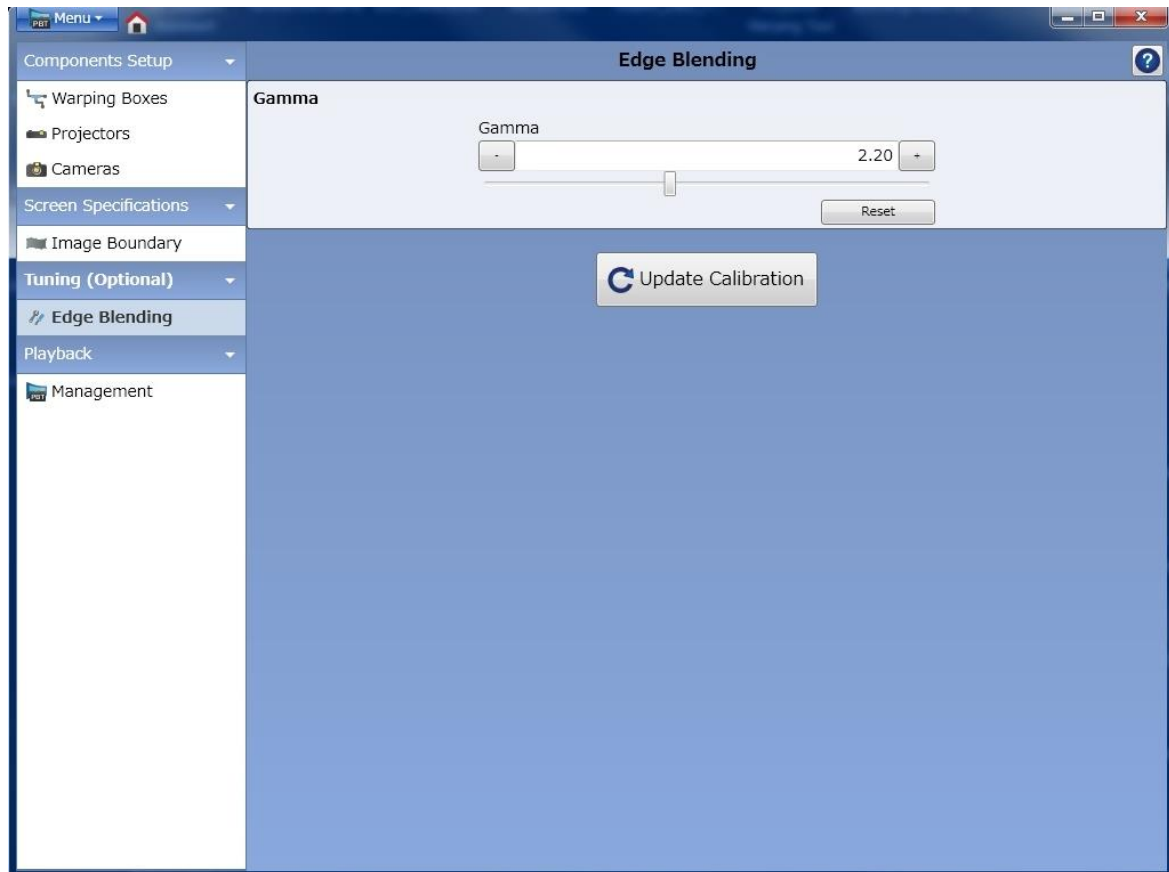 PBT Menu
Components Setup
Edge Blending
?
Warping Boxes
Gamma
Projectors
Gamma
- 2.20 +
Cameras
Screen Specifications
Reset
Image Boundary
Tuning (Optional)
Update Calibration
Edge Blending
Playback
PBT Management